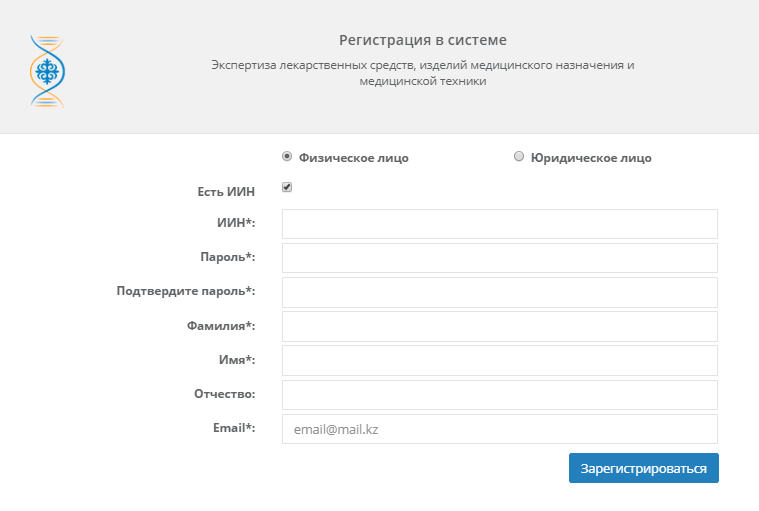 Регистрация в системе
Экспертиза лекарственных средств, изделий медицинского назначения и
медицинской техники
Физическое лицо
Юридическое лицо
Есть ИИН
ИИН*:
Пароль*:
Подтвердите пароль*:
Фамилия*:
Имя*:
Отчество:
Email*:
email@mail.kz
Зарегистрироваться